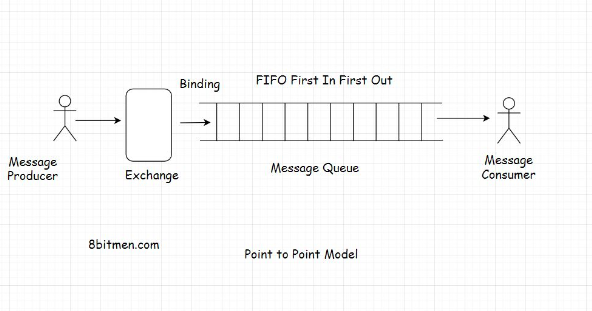 Binding
FIFO First In First Out
Message
Producer
Exchange
Message Queue
Message
Consumer
8bitmen.com
Point to Point Model